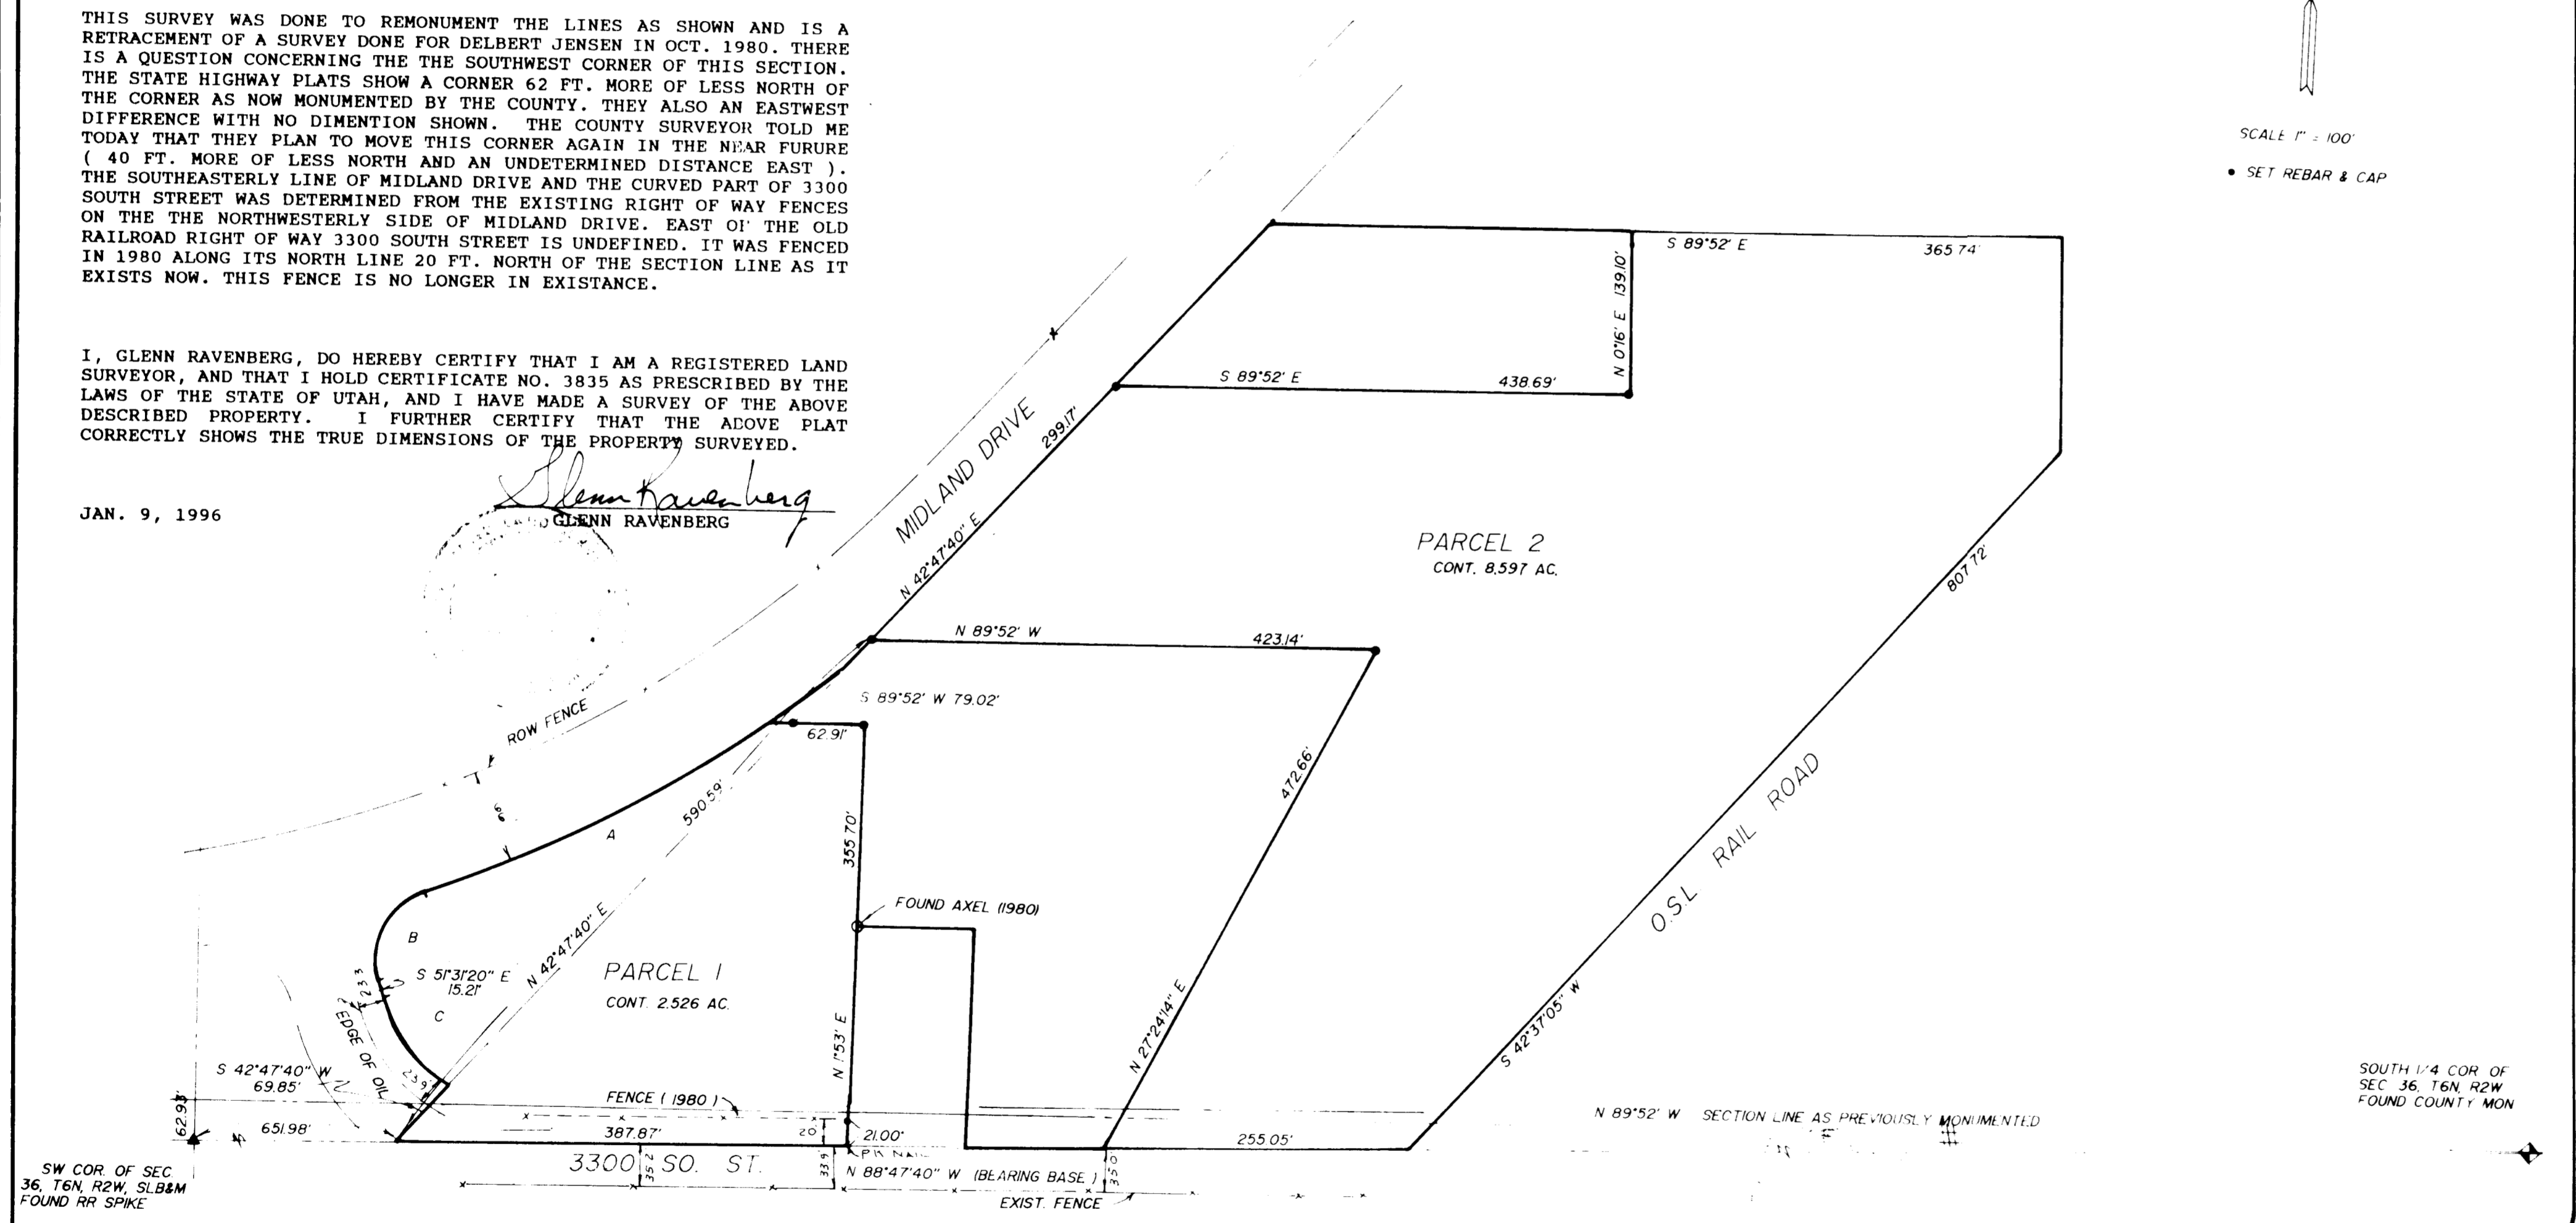 THIS SURVEY WAS DONE TO REMONUMENT THE LINES AS SHOWN AND IS A
RETRACEMENT OF A SURVEY DONE FOR DELBERT JENSEN IN OCT. 1980. THERE
IS A QUESTION CONCERNING THE THE SOUTHWEST CORNER OF THIS SECTION.
THE STATE HIGHWAY PLATS SHOW A CORNER 62 FT. MORE OF LESS NORTH OF
THE CORNER AS NOW MONUMENTED BY THE COUNTY. THEY ALSO AN EASTWEST
DIFFERENCE WITH NO DIMENTION SHOWN. THE COUNTY SURVEYOR TOLD ME
TODAY THAT THEY PLAN TO MOVE THIS CORNER AGAIN IN THE NEAR FURURE
( 40 FT. MORE OF LESS NORTH AND AN UNDETERMINED DISTANCE EAST ).
THE SOUTHEASTERLY LINE OF MIDLAND DRIVE AND THE CURVED PART OF 3300
SOUTH STREET WAS DETERMINED FROM THE EXISTING RIGHT OF WAY FENCES
ON THE THE NORTHWESTERLY SIDE OF MIDLAND DRIVE. EAST OF THE OLD
RAILROAD RIGHT OF WAY 3300 SOUTH STREET IS UNDEFINED. IT WAS FENCED
IN 1980 ALONG ITS NORTH LINE 20 FT. NORTH OF THE SECTION LINE AS IT
EXISTS NOW. THIS FENCE IS NO LONGER IN EXISTANCE.
I, GLENN RAVENBERG, DO HEREBY CERTIFY THAT I AM A REGISTERED LAND
SURVEYOR, AND THAT I HOLD CERTIFICATE NO. 3835 AS PRESCRIBED BY THE
LAWS OF THE STATE OF UTAH, AND I HAVE MADE A SURVEY OF THE ABOVE
DESCRIBED PROPERTY. I FURTHER CERTIFY THAT THE ABOVE PLAT
CORRECTLY SHOWS THE TRUE DIMENSIONS OF THE PROPERTY SURVEYED.
Glenn Ravenberg
GLENN RAVENBERG
JAN. 9, 1996
SCALE 1" = 100'
• SET REBAR & CAP
S 89°52' E 365.74'
N 0°16' E 139.10'
S 89°52' E 438.69'
MIDLAND DRIVE
299.17'
N 42°47'40" E
PARCEL 2
CONT. 8.597 AC.
807.72'
N 89°52' W 423.14'
S 89°52' W 79.02'
62.91'
ROW FENCE
66
590.59'
A
355.70'
472.66'
O.S.L RAIL ROAD
FOUND AXEL (1980)
B
S 51°31'20" E
15.21'
N 42°47'40" E
PARCEL 1
CONT. 2.526 AC.
C
23.3
EDGE OF OIL
N 1°53' E
N 27°24'14" E
S 42°37'05" W
S 42°47'40" W
69.85'
23.9'
FENCE ( 1980 )
62.93'
651.98'
387.87'
20'
21.00'
PK NAIL
255.05'
N 89°52' W SECTION LINE AS PREVIOUSLY MONUMENTED
SOUTH 1/4 COR OF
SEC 36, T6N, R2W
FOUND COUNTY MON
3300 SO. ST.
35.2
33.9
N 88°47'40" W (BEARING BASE )
35.0
EXIST. FENCE
SW COR. OF SEC
36, T6N, R2W, SLB&M
FOUND RR SPIKE